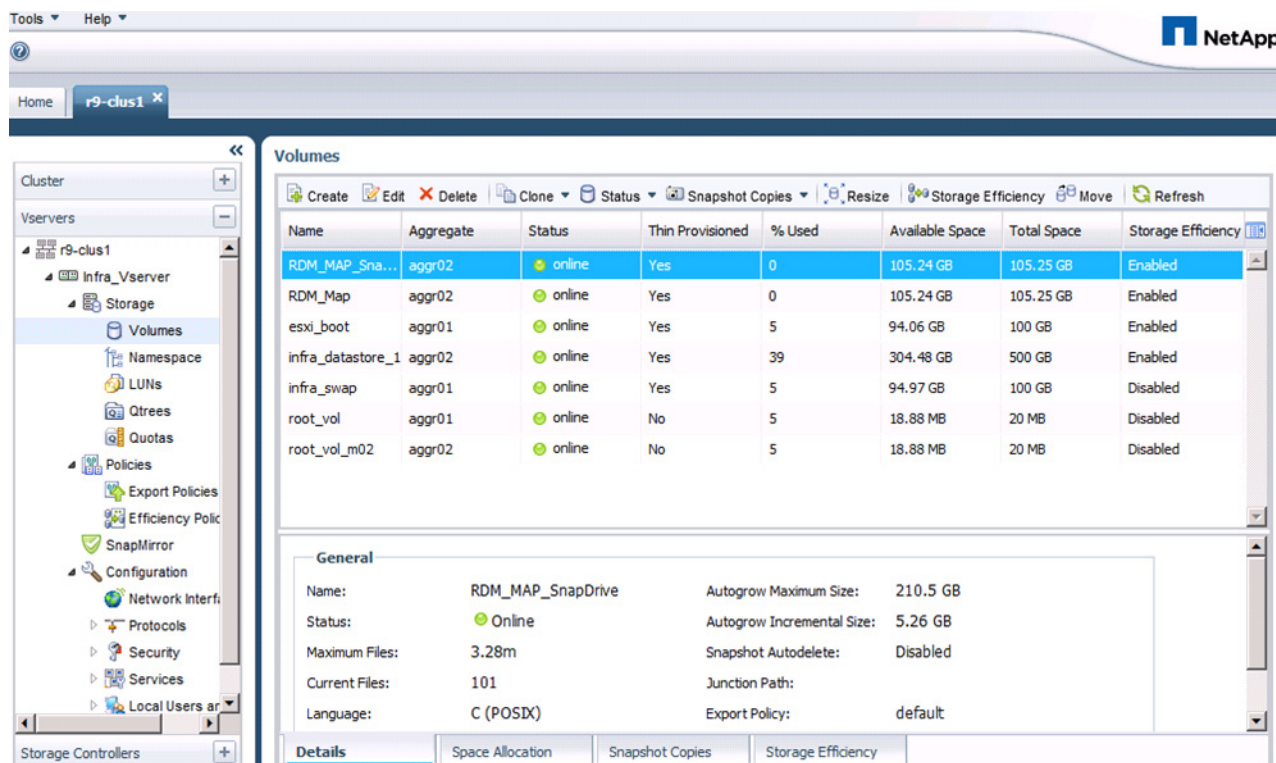 Tools Help
NetApp
Home r9-clus1
Cluster
Vservers
r9-clus1
Infra_Vserver
Storage
Volumes
Namespace
LUNs
Qtrees
Quotas
Policies
Export Policies
Efficiency Polic
SnapMirror
Configuration
Network Interf
Protocols
Security
Services
Local Users ar
Storage Controllers
Volumes
Create Edit Delete Clone Status Snapshot Copies Resize Storage Efficiency Move Refresh
Name Aggregate Status Thin Provisioned % Used Available Space Total Space Storage Efficiency
RDM_MAP_Sna... aggr02 online Yes 0 105.24 GB 105.25 GB Enabled
RDM_Map aggr02 online Yes 0 105.24 GB 105.25 GB Enabled
esxi_boot aggr01 online Yes 5 94.06 GB 100 GB Enabled
infra_datastore_1 aggr02 online Yes 39 304.48 GB 500 GB Enabled
infra_swap aggr01 online Yes 5 94.97 GB 100 GB Disabled
root_vol aggr01 online No 5 18.88 MB 20 MB Disabled
root_vol_m02 aggr02 online No 5 18.88 MB 20 MB Disabled
General
Name: RDM_MAP_SnapDrive Autogrow Maximum Size: 210.5 GB
Status: Online Autogrow Incremental Size: 5.26 GB
Maximum Files: 3.28m Snapshot Autodelete: Disabled
Current Files: 101 Junction Path:
Language: C (POSIX) Export Policy: default
Details Space Allocation Snapshot Copies Storage Efficiency